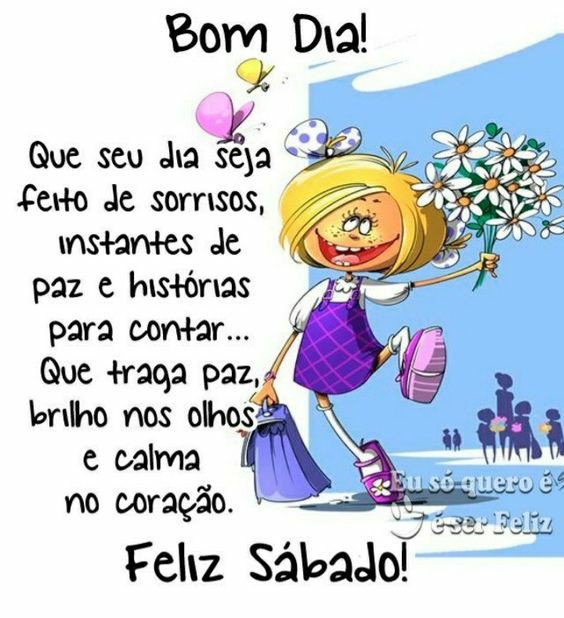 Bom Dia!
Que seu dia seja
feito de sorrisos,
instantes de
paz e histórias
para contar...
Que traga paz,
brilho nos olhos
e calma
no coração.
Eu só quero é
é ser Feliz
Feliz Sábado!